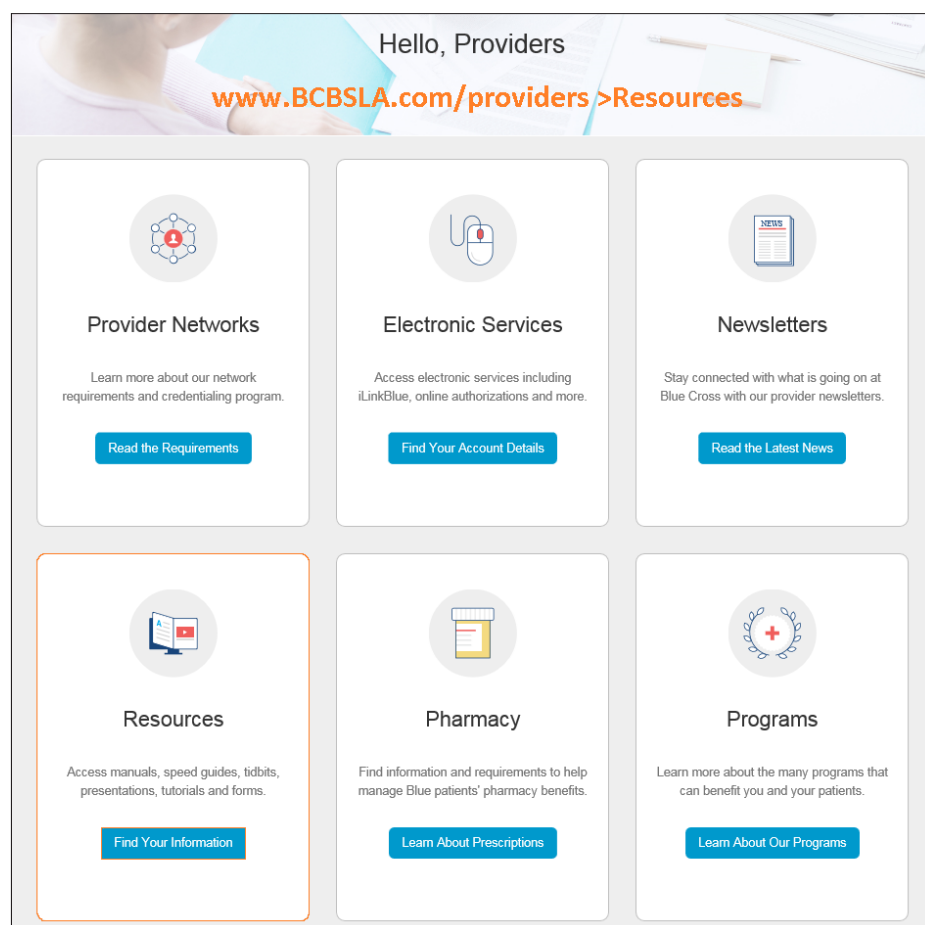 Hello, Providers
www.BCBSLA.com/providers >Resources
Provider Networks
Learn more about our network
requirements and credentialing program.
Read the Requirements
Electronic Services
Access electronic services including
iLinkBlue, online authorizations and more.
Find Your Account Details
NEWS
Newsletters
Stay connected with what is going on at
Blue Cross with our provider newsletters.
Read the Latest News
A
Resources
Access manuals, speed guides, tidbits,
presentations, tutorials and forms.
Find Your Information
Pharmacy
Find information and requirements to help
manage Blue patients' pharmacy benefits.
Learn About Prescriptions
Programs
Learn more about the many programs that
can benefit you and your patients.
Learn About Our Programs